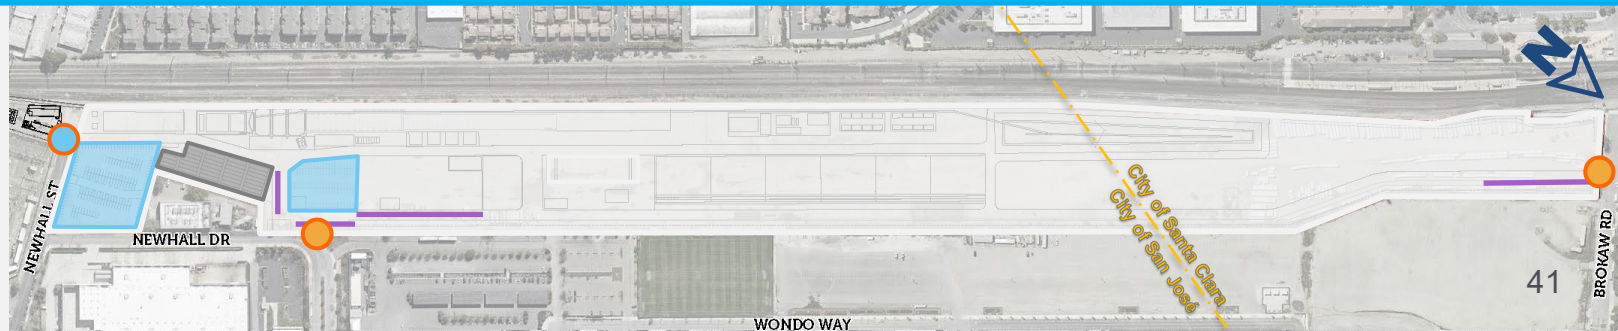 N
City of Santa Clara
City of San José
NEWHALL ST
NEWHALL DR
BROKAW RD
41
WONDO WAY